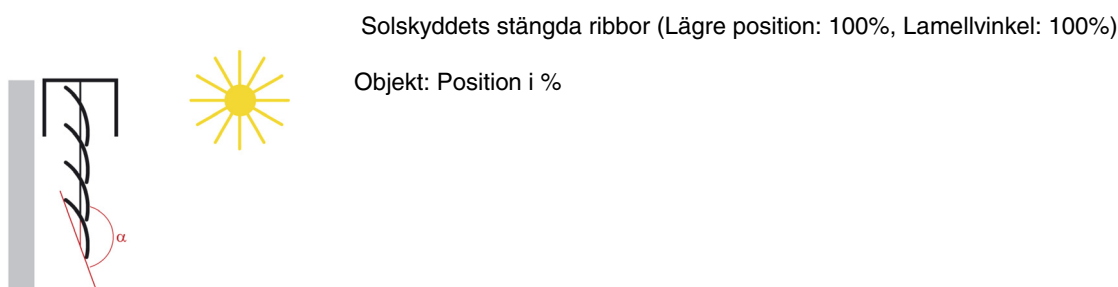 Solskyddets stängda ribbor (Lägre position: 100%, Lamellvinkel: 100%)
Objekt: Position i %
α